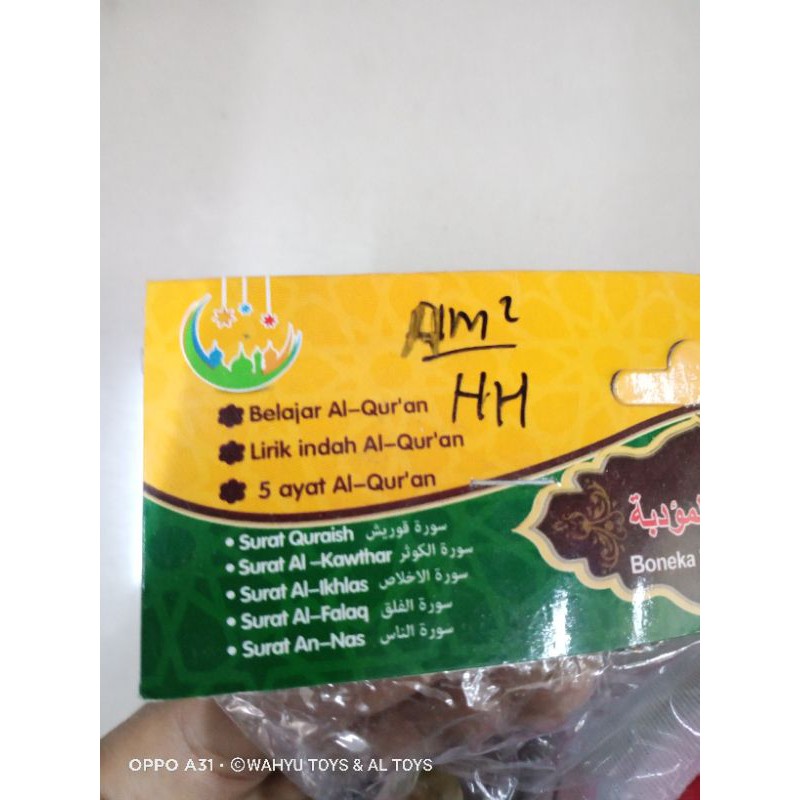 Alm²
HH
Belajar Al-Qur'an
Lirik indah Al-Qur'an
5 ayat Al-Qur'an
• Surat Quraish سورة قوريش
• Surat Al -Kawthar سورة الكوثر
• Surat Al-Ikhlas سورة الاخلاص
• Surat Al-Falaq سورة الفلق
• Surat An-Nas سورة الناس
Boneka
OPPO A31 · ©WAHYU TOYS & AL TOYS